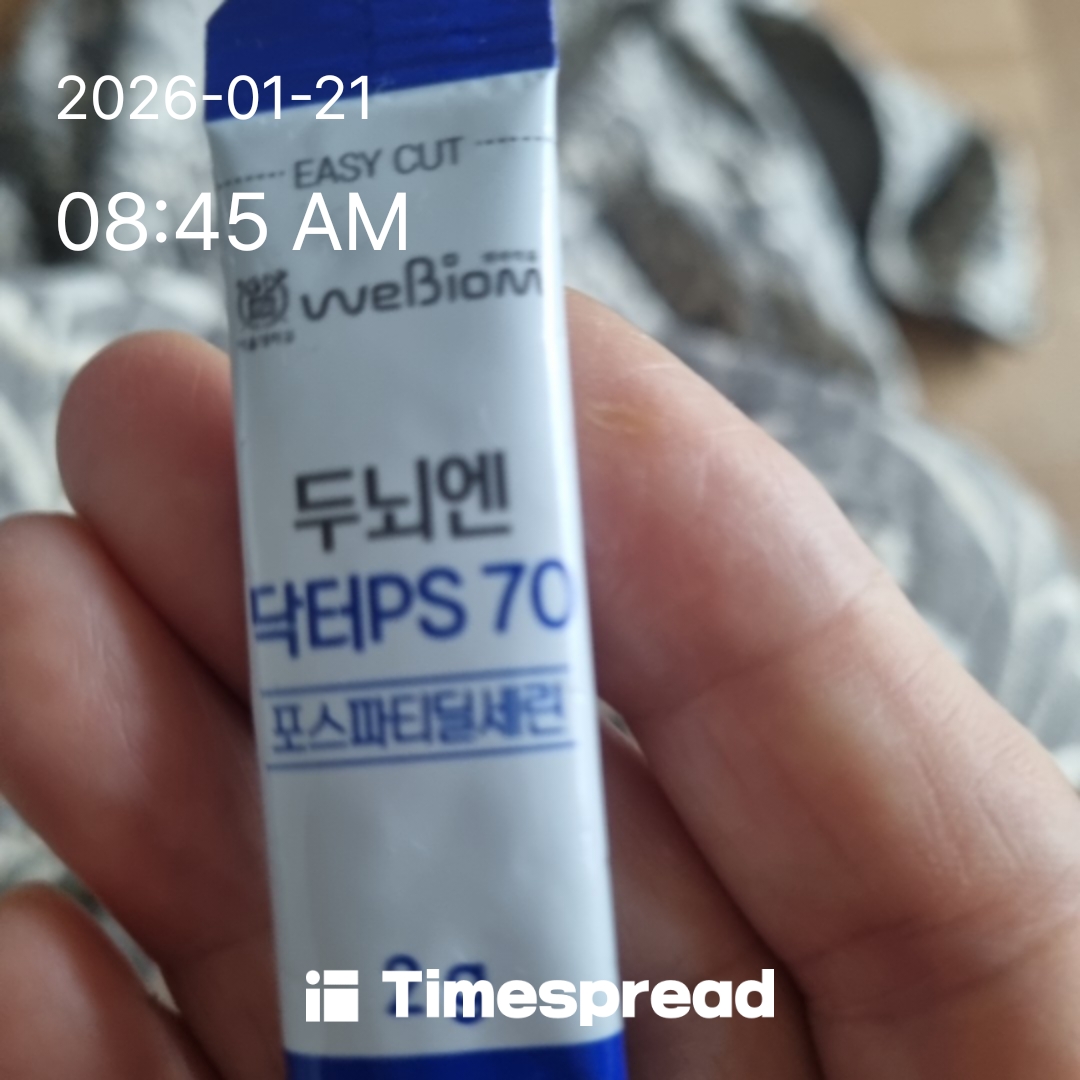 2026-01-21
EASY CUT
08:45 AM
weBiom
두뇌엔
닥터PS 70
포스파티딜세린
2g
Timespread